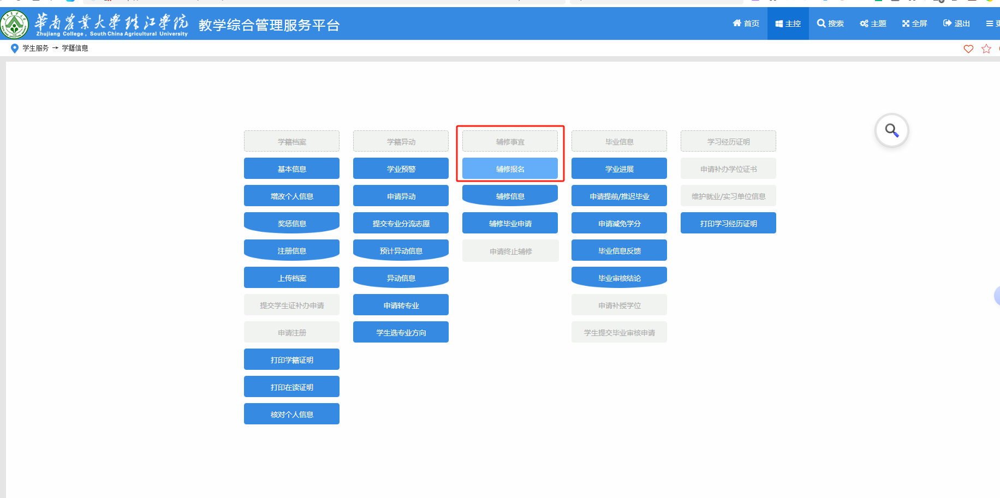 華南农業大學珠江學院
Zhujiang College , South China Agricultural University
教学综合管理服务平台
首页
主控
搜索
主题
全屏
退出
学生服务 → 学籍信息
学籍档案
基本信息
增改个人信息
奖惩信息
注册信息
上传档案
提交学生证补办申请
申请注册
打印学籍证明
打印在读证明
核对个人信息
学籍异动
学业预警
申请异动
提交专业分流志愿
预计异动信息
异动信息
申请转专业
学生选专业方向
辅修事宜
辅修报名
辅修信息
辅修毕业申请
申请终止辅修
毕业信息
学业进展
申请提前/推迟毕业
申请减免学分
毕业信息反馈
毕业审核结论
申请补授学位
学生提交毕业审核申请
学习经历证明
申请补办学位证书
维护就业/实习单位信息
打印学习经历证明